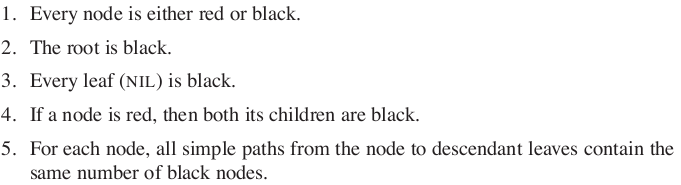 1. Every node is either red or black.
2. The root is black.
3. Every leaf (NIL) is black.
4. If a node is red, then both its children are black.
5. For each node, all simple paths from the node to descendant leaves contain the
same number of black nodes.